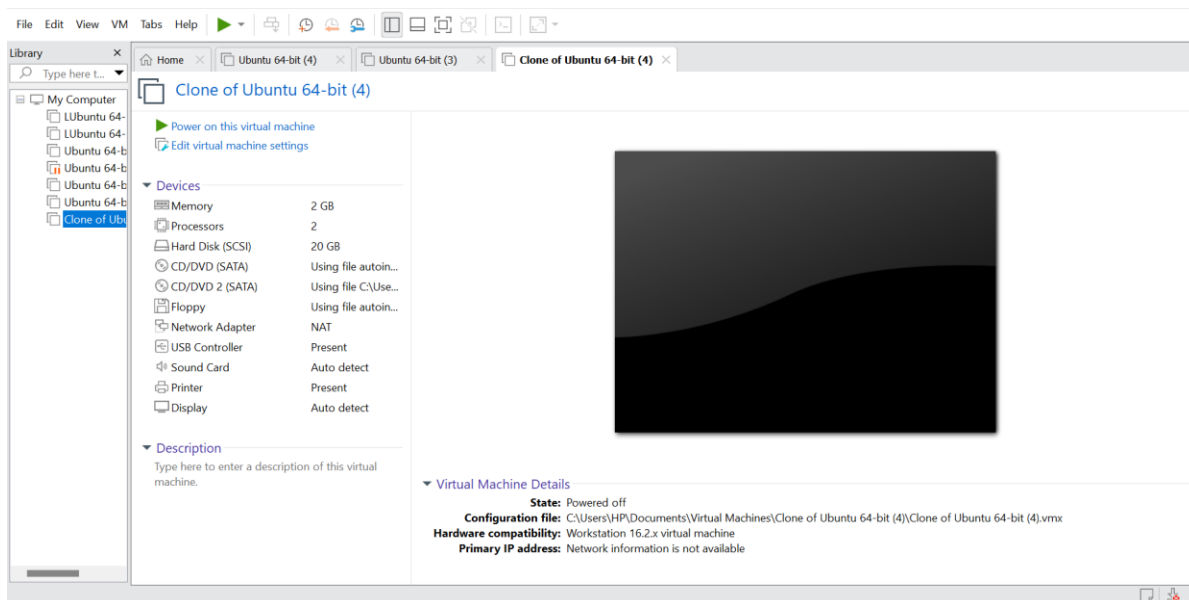 File Edit View VM Tabs Help
Library
Type here t...
My Computer
LUbuntu 64-
LUbuntu 64-
Ubuntu 64-b
Ubuntu 64-b
Ubuntu 64-b
Ubuntu 64-b
Clone of Ubu
Home
Ubuntu 64-bit (4)
Ubuntu 64-bit (3)
Clone of Ubuntu 64-bit (4)
Clone of Ubuntu 64-bit (4)
Power on this virtual machine
Edit virtual machine settings
Devices
Memory 2 GB
Processors 2
Hard Disk (SCSI) 20 GB
CD/DVD (SATA) Using file autoin...
CD/DVD 2 (SATA) Using file C:\Use...
Floppy Using file autoin...
Network Adapter NAT
USB Controller Present
Sound Card Auto detect
Printer Present
Display Auto detect
Description
Type here to enter a description of this virtual
machine.
Virtual Machine Details
State: Powered off
Configuration file: C:\Users\HP\Documents\Virtual Machines\Clone of Ubuntu 64-bit (4)\Clone of Ubuntu 64-bit (4).vmx
Hardware compatibility: Workstation 16.2.x virtual machine
Primary IP address: Network information is not available